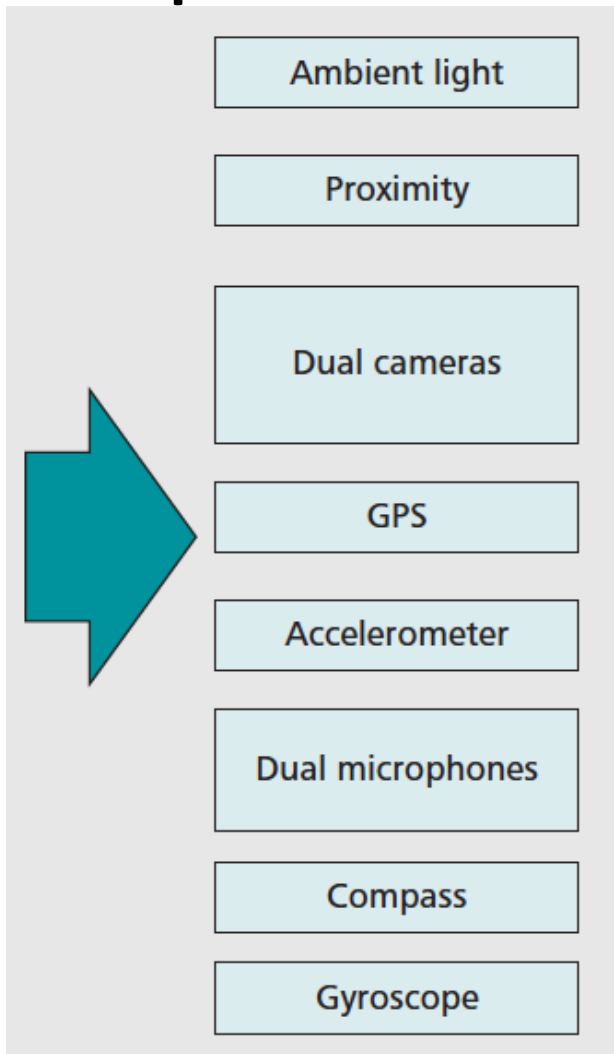 Ambient light
Proximity
Dual cameras
GPS
Accelerometer
Dual microphones
Compass
Gyroscope